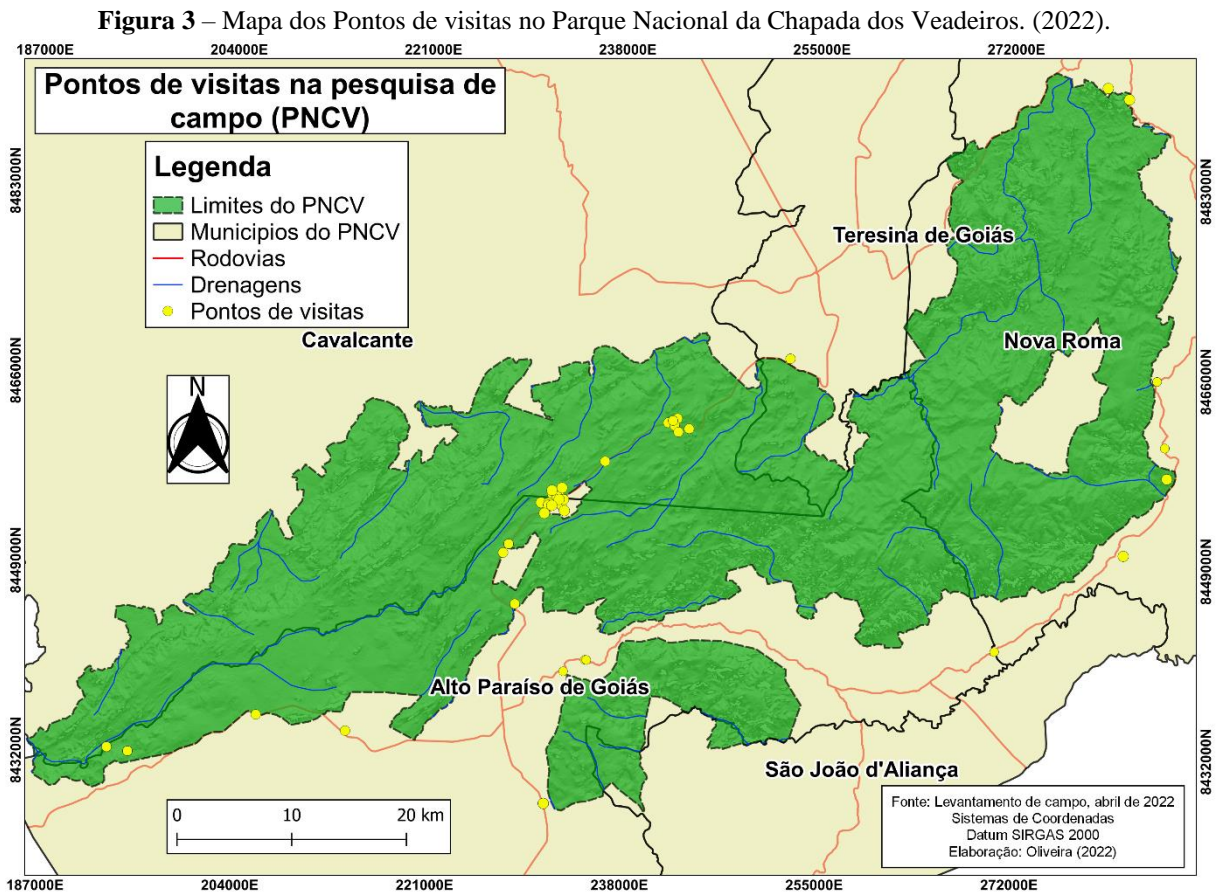 Figura 3 – Mapa dos Pontos de visitas no Parque Nacional da Chapada dos Veadeiros. (2022).
187000E 204000E 221000E 238000E 255000E 272000E
Pontos de visitas na pesquisa de
campo (PNCV)
Legenda
Limites do PNCV
Municipios do PNCV
Rodovias
Drenagens
Pontos de visitas
8483000N
8483000N
Teresina de Goiás
Cavalcante
Nova Roma
8466000N
8466000N
N
8449000N
8449000N
Alto Paraíso de Goiás
8432000N
8432000N
São João d'Aliança
0 10 20 km
Fonte: Levantamento de campo, abril de 2022
Sistemas de Coordenadas
Datum SIRGAS 2000
Elaboração: Oliveira (2022)
187000E 204000E 221000E 238000E 255000E 272000E